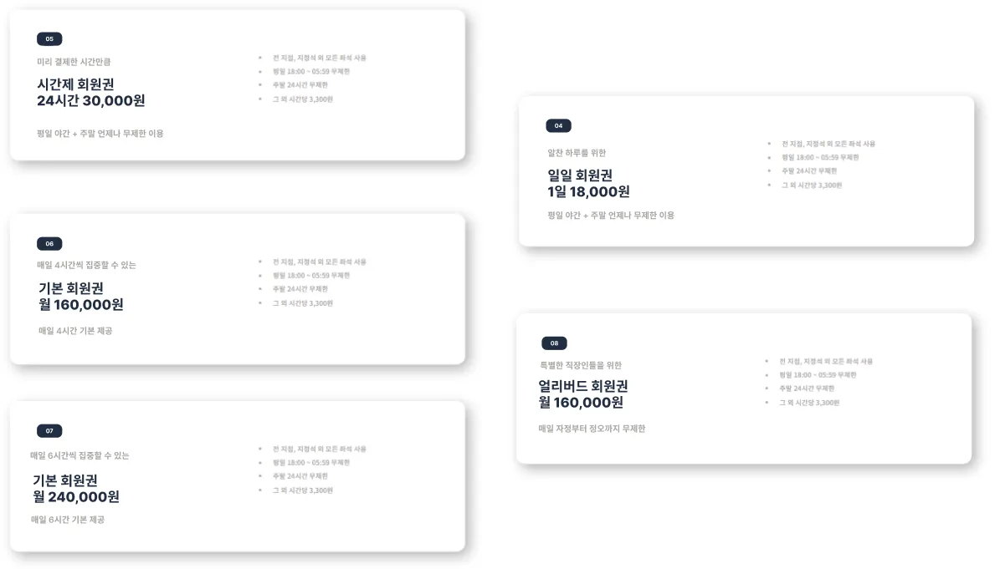 05
미리 결제한 시간만큼
시간제 회원권
24시간 30,000원
평일 야간 + 주말 언제나 무제한 이용
전 지점, 지정석 외 모든 좌석 사용
평일 18:00 ~ 05:59 무제한
주말 24시간 무제한
그 외 시간당 3,300원
06
매일 4시간씩 집중할 수 있는
기본 회원권
월 160,000원
매일 4시간 기본 제공
전 지점, 지정석 외 모든 좌석 사용
평일 18:00 ~ 05:59 무제한
주말 24시간 무제한
그 외 시간당 3,300원
07
매일 6시간씩 집중할 수 있는
기본 회원권
월 240,000원
매일 6시간 기본 제공
전 지점, 지정석 외 모든 좌석 사용
평일 18:00 ~ 05:59 무제한
주말 24시간 무제한
그 외 시간당 3,300원
04
알찬 하루를 위한
일일 회원권
1일 18,000원
평일 야간 + 주말 언제나 무제한 이용
전 지점, 지정석 외 모든 좌석 사용
평일 18:00 ~ 05:59 무제한
주말 24시간 무제한
그 외 시간당 3,300원
08
특별한 직장인들을 위한
얼리버드 회원권
월 160,000원
매일 자정부터 정오까지 무제한
전 지점, 지정석 외 모든 좌석 사용
평일 18:00 ~ 05:59 무제한
주말 24시간 무제한
그 외 시간당 3,300원